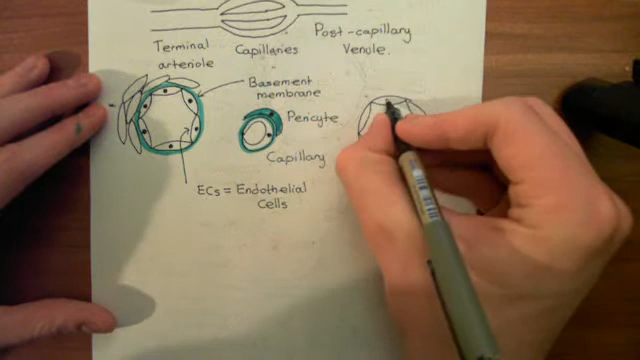 Terminal
arteriole
Capillaries
Post-capillary
Venule.
Basement
membrane
Pericyte
Capillary
ECs = Endothelial
Cells